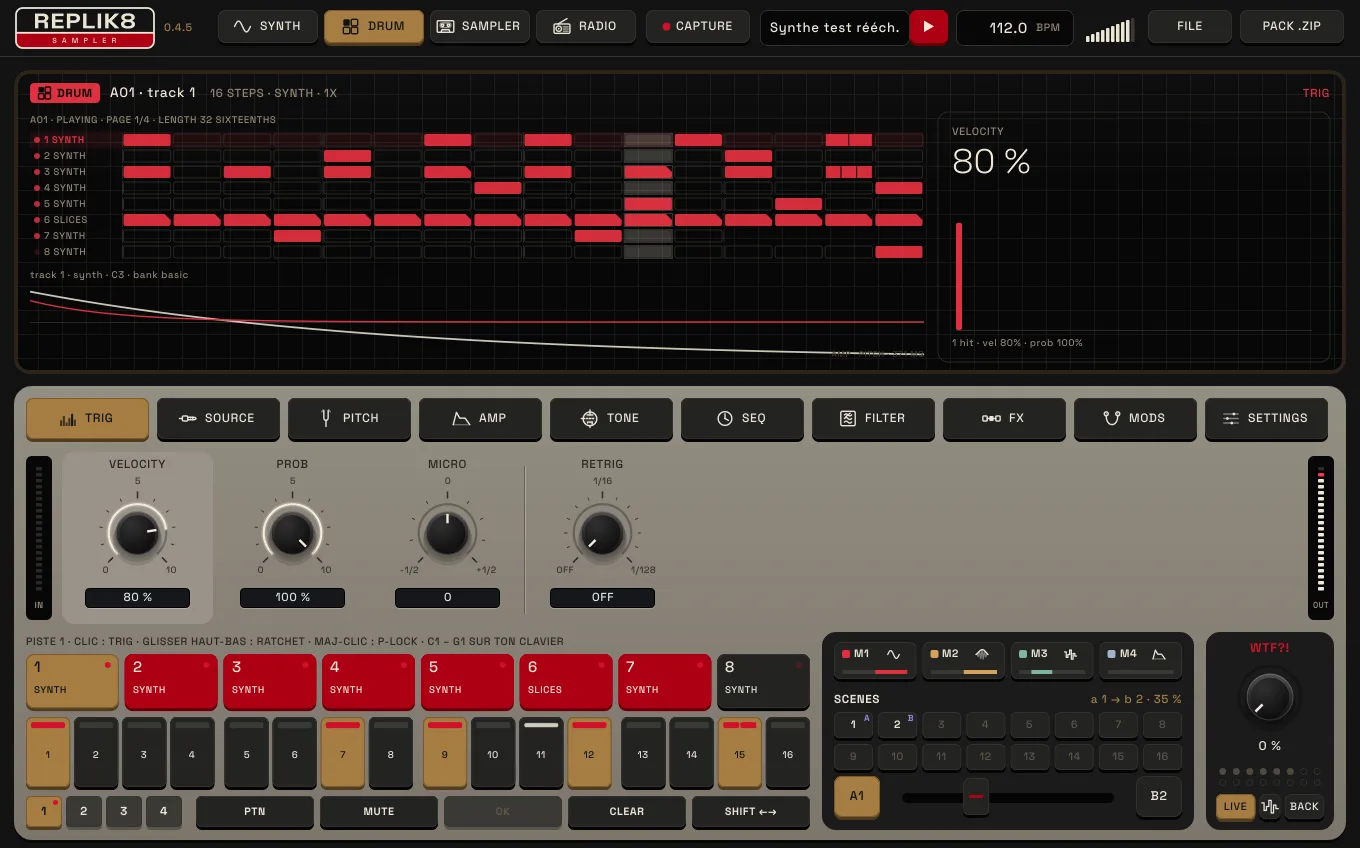 REPLIK8
SAMPLER
0.4.5
SYNTH
DRUM
SAMPLER
RADIO
CAPTURE
Synthe test réech.
112.0 BPM
FILE
PACK .ZIP
DRUM A01 · track 1 16 STEPS · SYNTH · 1X TRIG
A01 · PLAYING · PAGE 1/4 · LENGTH 32 SIXTEENTHS
1 SYNTH
2 SYNTH
3 SYNTH
4 SYNTH
5 SYNTH
6 SLICES
7 SYNTH
8 SYNTH
track 1 · synth · C3 · bank basic
VELOCITY
80 %
1 hit · vel 80% · prob 100%
TRIG SOURCE PITCH AMP TONE SEQ FILTER FX MODS SETTINGS
IN
VELOCITY
5
0 10
80 %
PROB
5
0 10
100 %
MICRO
0
-1/2 +1/2
0
RETRIG
1/16
OFF 1/128
OFF
OUT
PISTE 1 · CLIC : TRIG · GLISSER HAUT-BAS : RATCHET · MAJ-CLIC : P-LOCK · C1 – G1 SUR TON CLAVIER
1 2 3 4 5 6 7 8
SYNTH SYNTH SYNTH SYNTH SYNTH SLICES SYNTH SYNTH
1 2 3 4 5 6 7 8 9 10 11 12 13 14 15 16
1 2 3 4 PTN MUTE OK CLEAR SHIFT ←→
M1 M2 M3 M4
SCENES a 1 → b 2 · 35 %
1 A 2 B 3 4 5 6 7 8
9 10 11 12 13 14 15 16
A1 B2
WTF?!
0 %
LIVE BACK